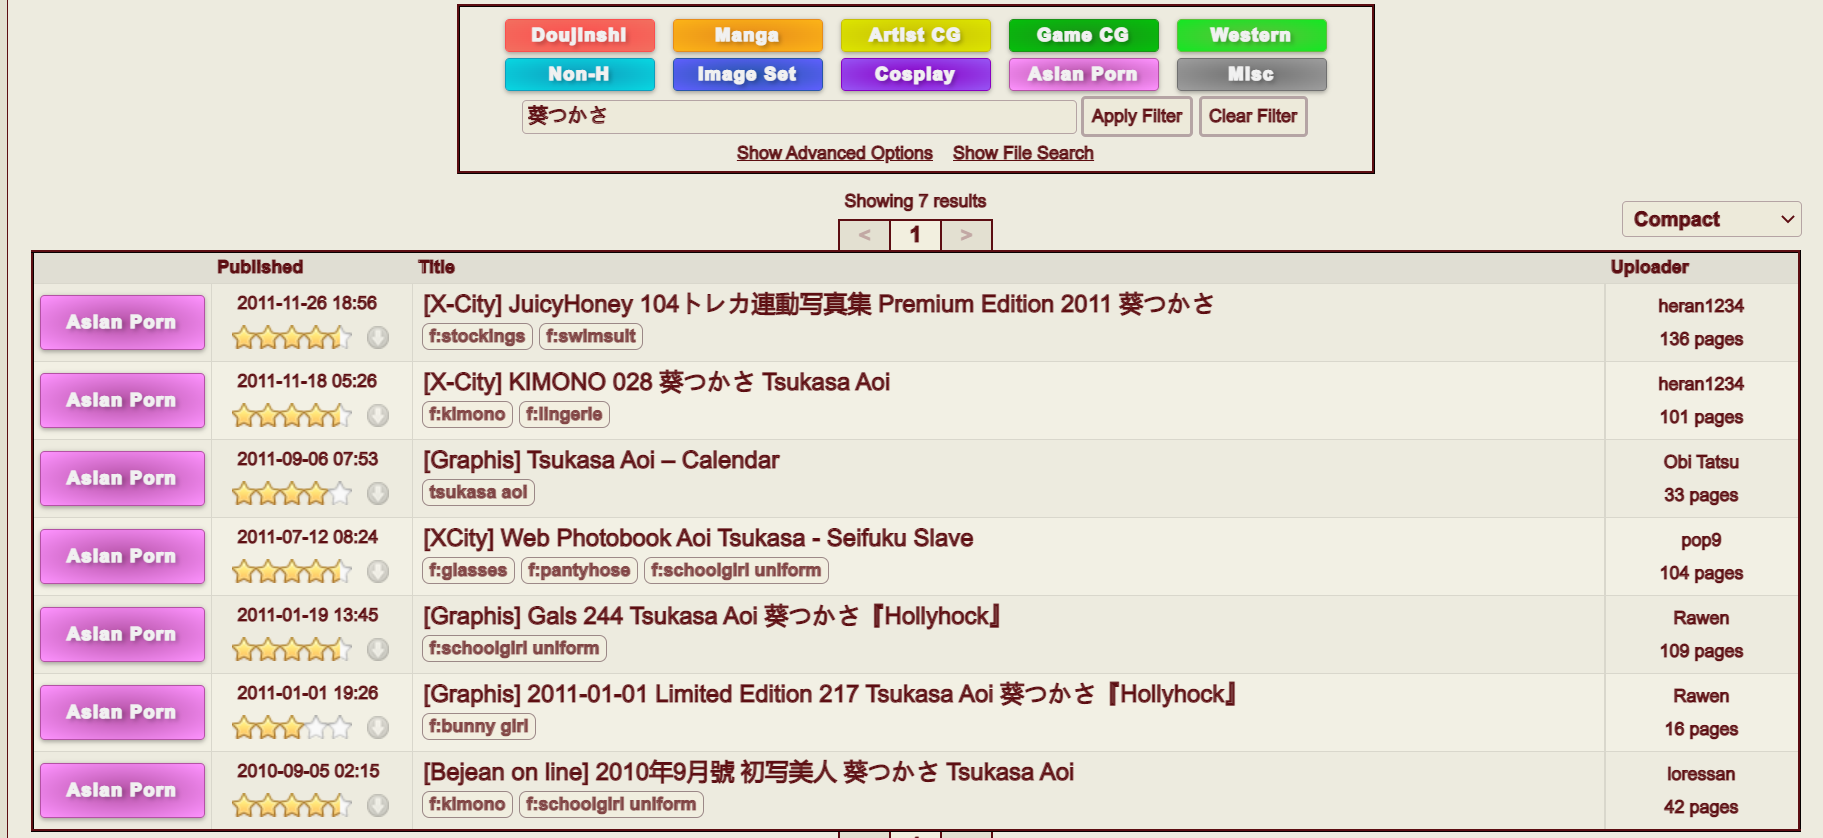 Doujinshi Manga Artist CG Game CG Western
Non-H Image Set Cosplay Asian Porn Misc
葵つかさ Apply Filter Clear Filter
Show Advanced Options Show File Search
Showing 7 results
< 1 >
Compact
Published Title Uploader
Asian Porn 2011-11-26 18:56 [X-City] JuicyHoney 104トレカ連動写真集 Premium Edition 2011 葵つかさ heran1234
f:stockings f:swimsuit 136 pages
Asian Porn 2011-11-18 05:26 [X-City] KIMONO 028 葵つかさ Tsukasa Aoi heran1234
f:kimono f:lingerie 101 pages
Asian Porn 2011-09-06 07:53 [Graphis] Tsukasa Aoi – Calendar Obi Tatsu
tsukasa aoi 33 pages
Asian Porn 2011-07-12 08:24 [XCity] Web Photobook Aoi Tsukasa - Seifuku Slave pop9
f:glasses f:pantyhose f:schoolgirl uniform 104 pages
Asian Porn 2011-01-19 13:45 [Graphis] Gals 244 Tsukasa Aoi 葵つかさ『Hollyhock』 Rawen
f:schoolgirl uniform 109 pages
Asian Porn 2011-01-01 19:26 [Graphis] 2011-01-01 Limited Edition 217 Tsukasa Aoi 葵つかさ『Hollyhock』 Rawen
f:bunny girl 16 pages
Asian Porn 2010-09-05 02:15 [Bejean on line] 2010年9月號 初写美人 葵つかさ Tsukasa Aoi loressan
f:kimono f:schoolgirl uniform 42 pages